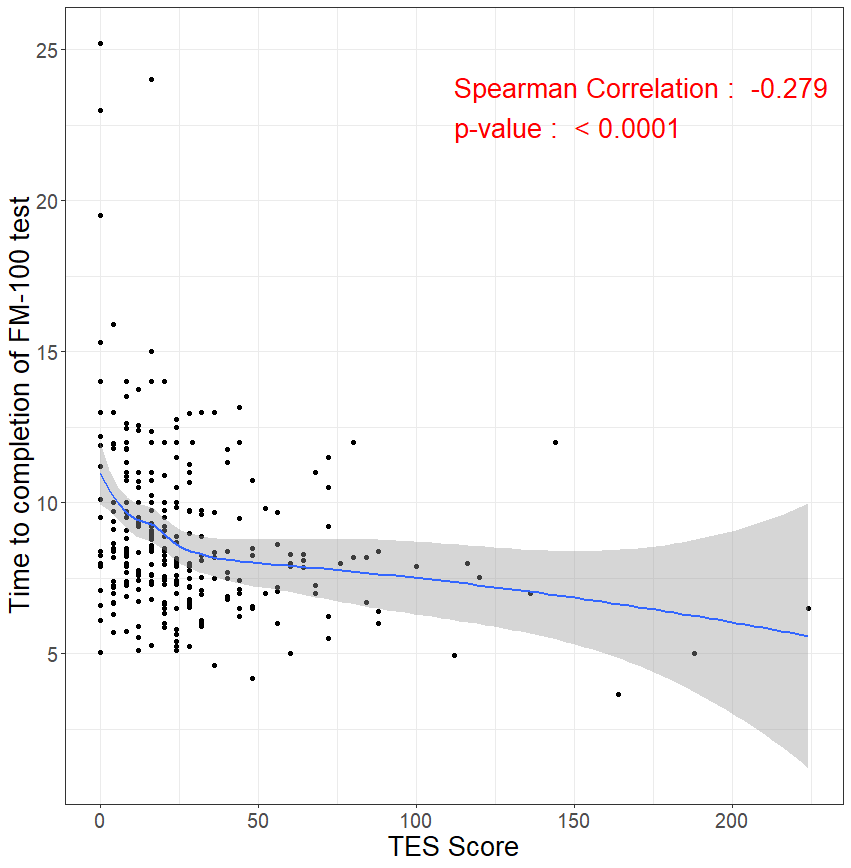 Spearman Correlation : -0.279
p-value : < 0.0001
Time to completion of FM-100 test
25
20
15
10
5
0 50 100 150 200
TES Score